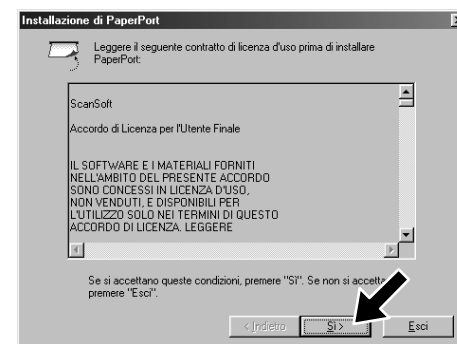 Installazione di PaperPort
Leggere il seguente contratto di licenza d'uso prima di installare
PaperPort:
ScanSoft
Accordo di Licenza per l'Utente Finale
IL SOFTWARE E I MATERIALI FORNITI
NELL'AMBITO DEL PRESENTE ACCORDO
SONO CONCESSI IN LICENZA D'USO,
NON VENDUTI, E DISPONIBILI PER
L'UTILIZZO SOLO NEI TERMINI DI QUESTO
ACCORDO DI LICENZA. LEGGERE
Se si accettano queste condizioni, premere "Sì". Se non si accetta
premere "Esci".
< Indietro Sì > Esci